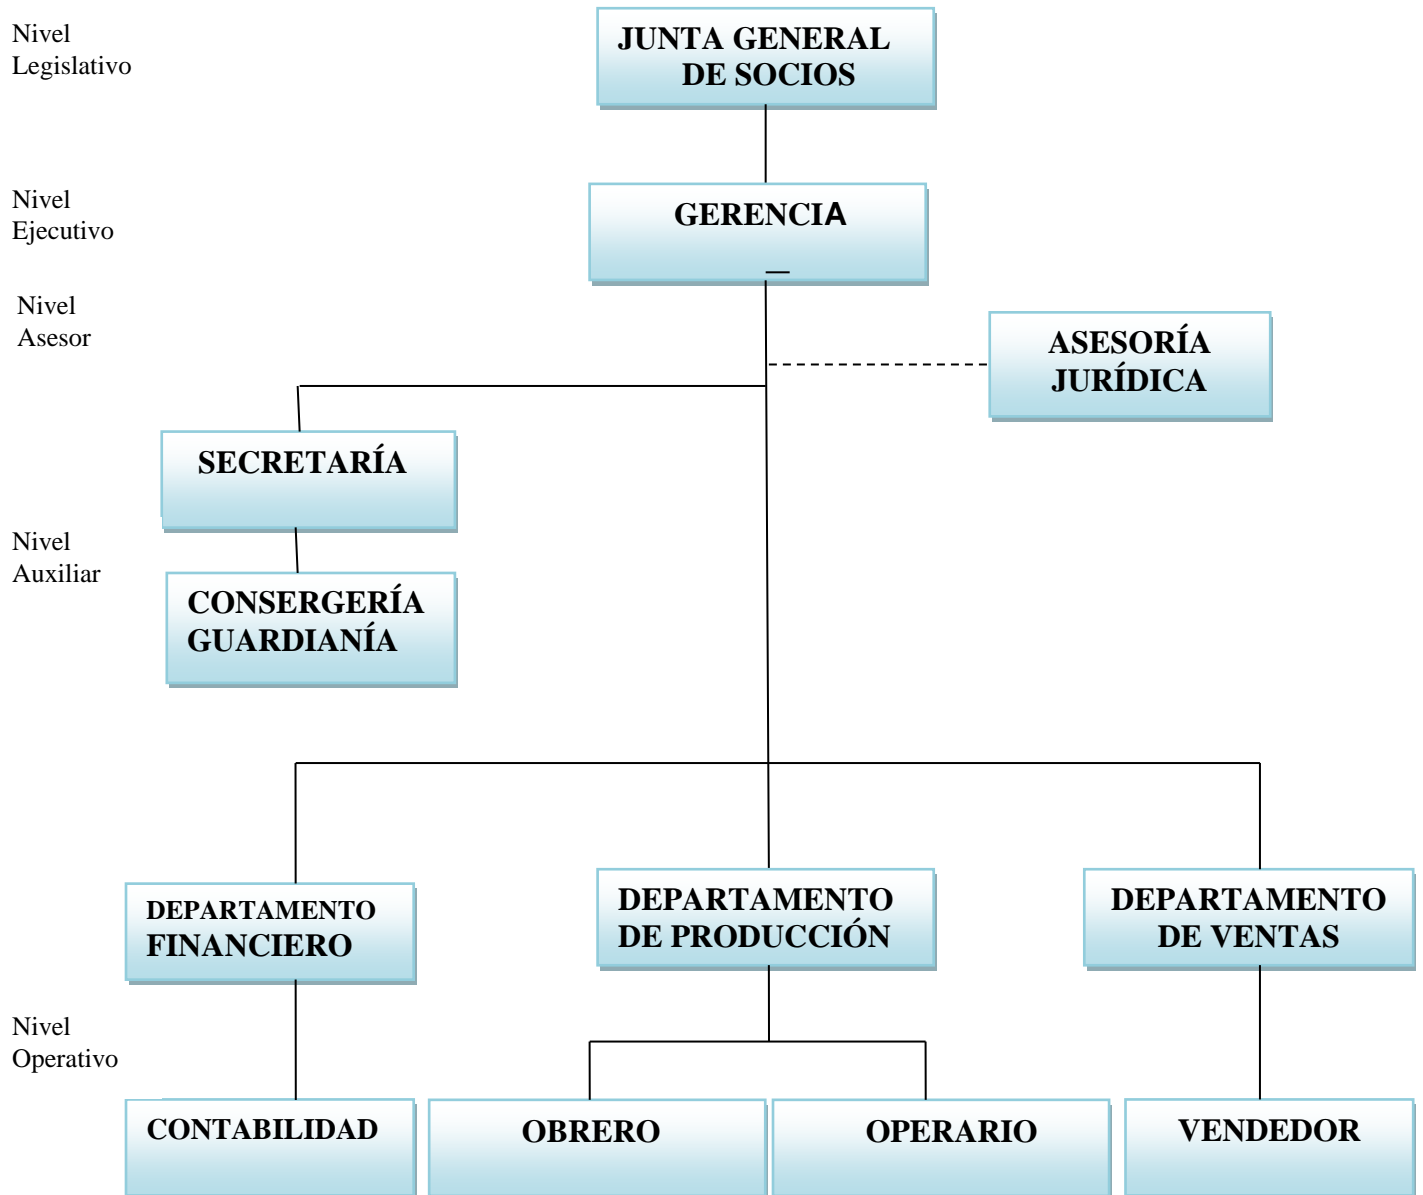 Nivel
Legislativo
JUNTA GENERAL
DE SOCIOS
Nivel
Ejecutivo
GERENCIA
Nivel
Asesor
ASESORÍA
JURÍDICA
SECRETARÍA
Nivel
Auxiliar
CONSERGERÍA
GUARDIANÍA
DEPARTAMENTO
FINANCIERO
DEPARTAMENTO
DE PRODUCCIÓN
DEPARTAMENTO
DE VENTAS
Nivel
Operativo
CONTABILIDAD
OBRERO
OPERARIO
VENDEDOR